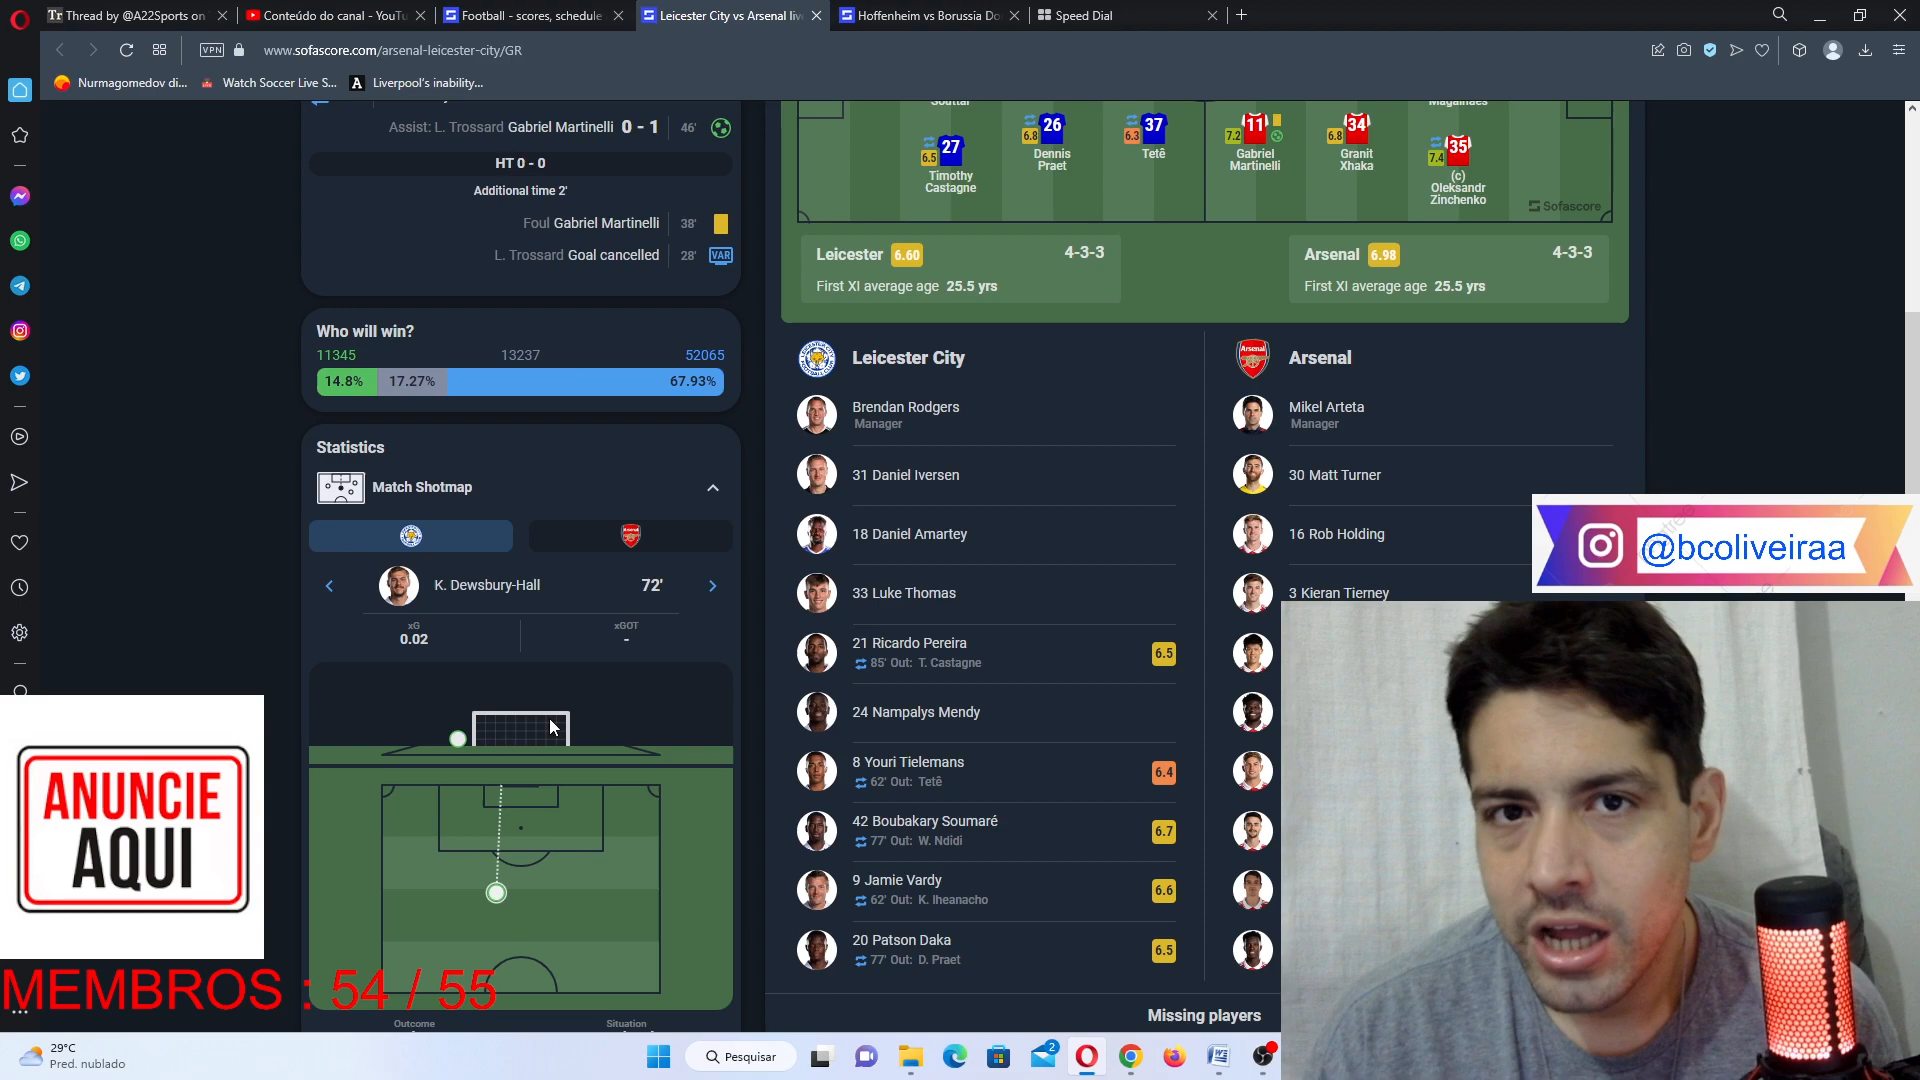 Thread by @A22Sports on
Conteúdo do canal - YouTu
Football - scores, schedule
Leicester City vs Arsenal liv
Hoffenheim vs Borussia Do
Speed Dial
VPN
www.sofascore.com/arsenal-leicester-city/GR
Nurmagomedov di...
Watch Soccer Live S...
A Liverpool's inability...
Assist: L. Trossard Gabriel Martinelli 0 - 1 46'
HT 0 - 0
Additional time 2'
Foul Gabriel Martinelli 38'
L. Trossard Goal cancelled 28' VAR
Who will win?
11345 13237 52065
14.8% 17.27% 67.93%
Statistics
Match Shotmap
K. Dewsbury-Hall 72'
xG xGOT
0.02 -
Outcome Situation
Souttar
Magalhães
27 6.5
Timothy
Castagne
26 6.8
Dennis
Praet
37 6.3
Tetê
11 7.2
Gabriel
Martinelli
34 6.8
Granit
Xhaka
35 7.4
(c)
Oleksandr
Zinchenko
Sofascore
Leicester 6.60 4-3-3
First XI average age 25.5 yrs
Arsenal 6.98 4-3-3
First XI average age 25.5 yrs
Leicester City
Brendan Rodgers
Manager
31 Daniel Iversen
18 Daniel Amartey
33 Luke Thomas
21 Ricardo Pereira
85' Out: T. Castagne
6.5
24 Nampalys Mendy
8 Youri Tielemans
62' Out: Tetê
6.4
42 Boubakary Soumaré
77' Out: W. Ndidi
6.7
9 Jamie Vardy
62' Out: K. Iheanacho
6.6
20 Patson Daka
77' Out: D. Praet
6.5
Arsenal
Mikel Arteta
Manager
30 Matt Turner
16 Rob Holding
3 Kieran Tierney
Missing players
@bcoliveiraa
ANUNCIE
AQUI
MEMBROS : 54 / 55
29°C
Pred. nublado
Pesquisar
2